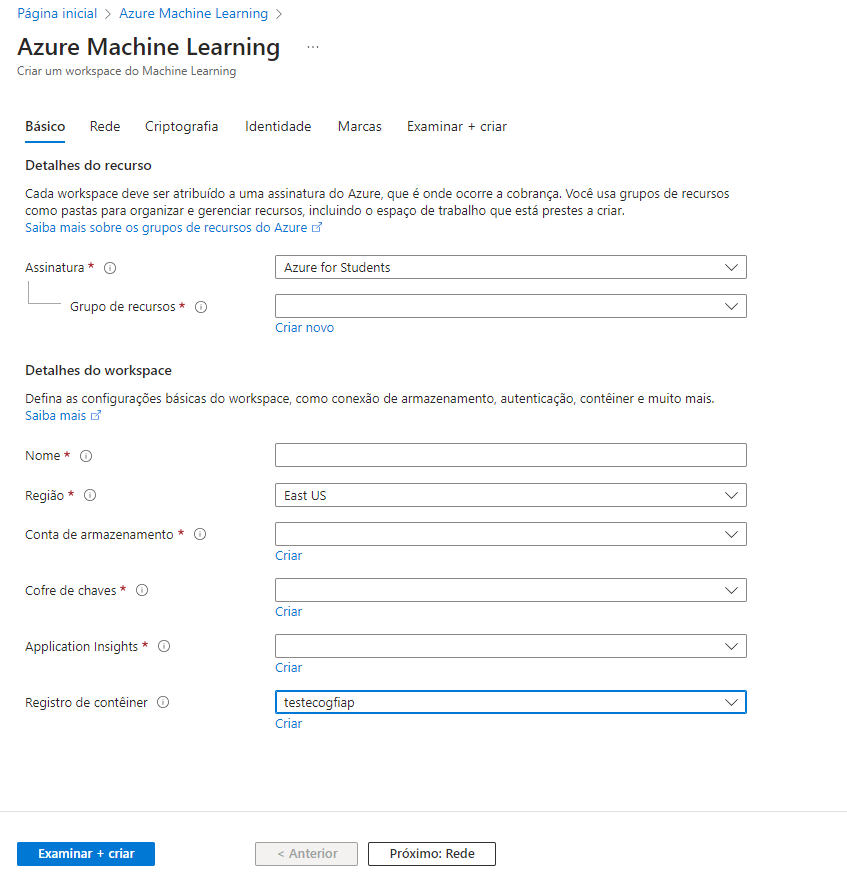 Página inicial > Azure Machine Learning >
Azure Machine Learning ...
Criar um workspace do Machine Learning
Básico Rede Criptografia Identidade Marcas Examinar + criar
Detalhes do recurso
Cada workspace deve ser atribuído a uma assinatura do Azure, que é onde ocorre a cobrança. Você usa grupos de recursos
como pastas para organizar e gerenciar recursos, incluindo o espaço de trabalho que está prestes a criar.
Saiba mais sobre os grupos de recursos do Azure
Assinatura * Azure for Students
Grupo de recursos *
Criar novo
Detalhes do workspace
Defina as configurações básicas do workspace, como conexão de armazenamento, autenticação, contêiner e muito mais.
Saiba mais
Nome *
Região * East US
Conta de armazenamento *
Criar
Cofre de chaves *
Criar
Application Insights *
Criar
Registro de contêiner testecogfiap
Criar
Examinar + criar < Anterior Próximo: Rede